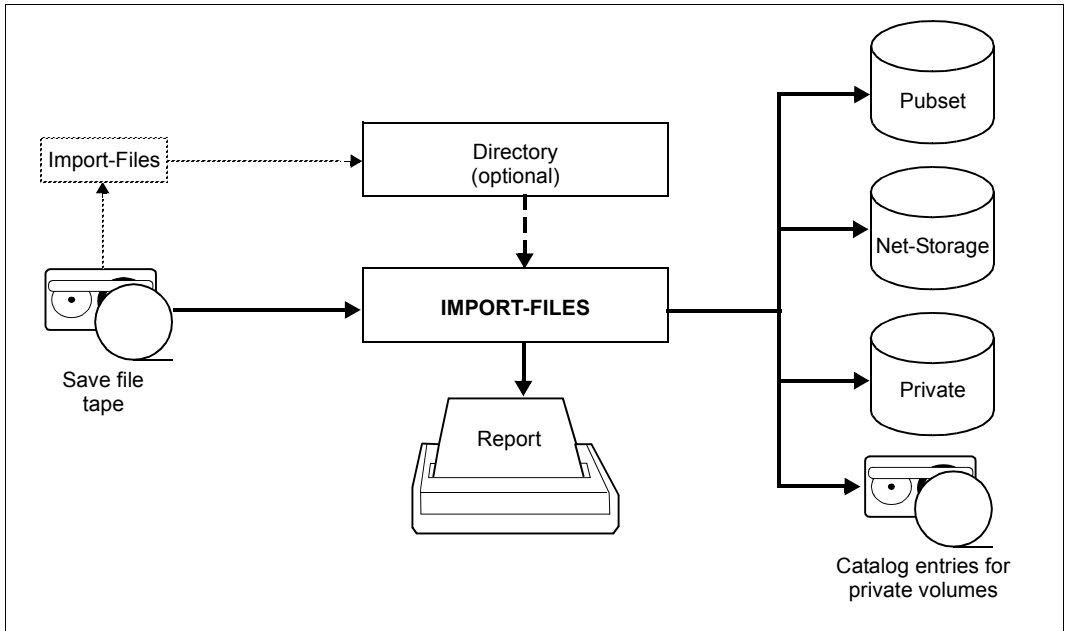 Import-Files
Directory
(optional)
Pubset
Net-Storage
IMPORT-FILES
Save file
tape
Private
Report
Catalog entries for
private volumes